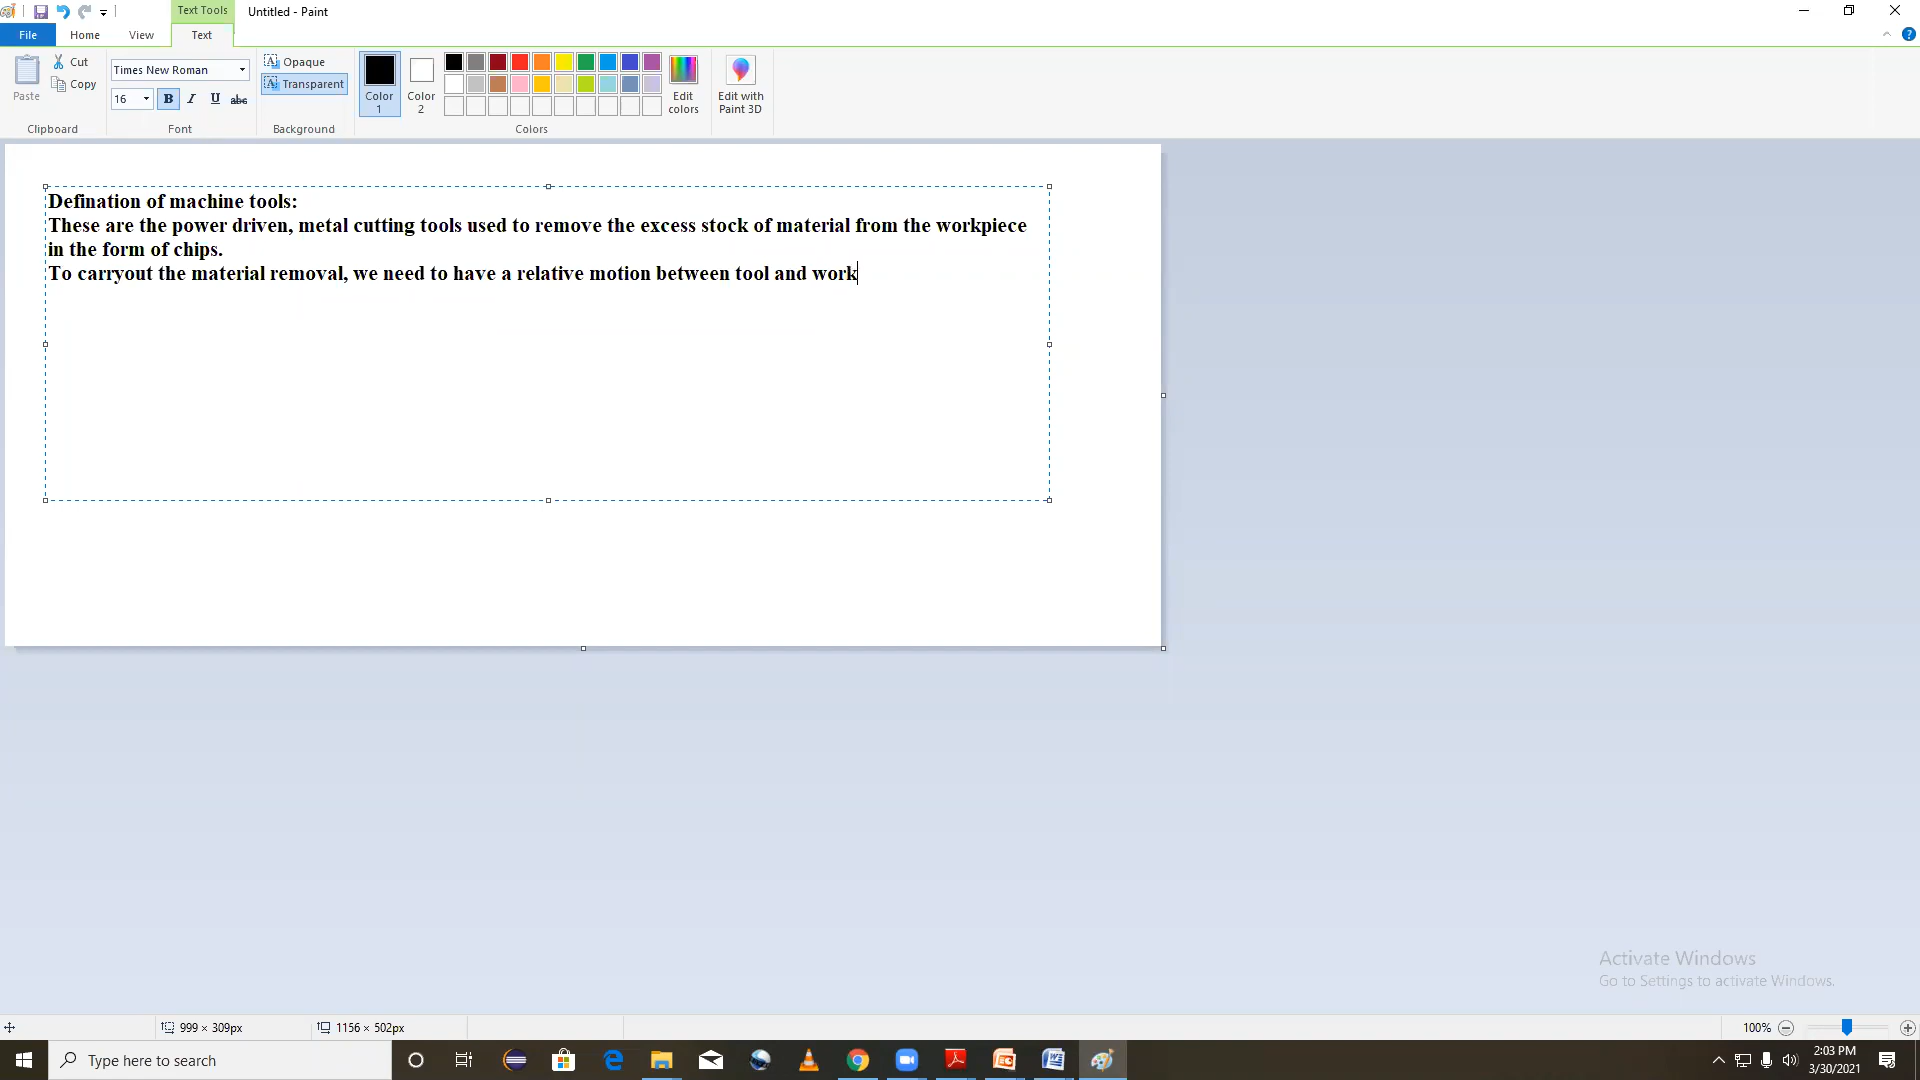 Text Tools
Untitled - Paint
File Home View Text
Paste
Cut
Copy
Clipboard
Times New Roman
16 B I U abc
Font
Opaque
Transparent
Background
Color 1
Color 2
Edit colors
Colors
Edit with Paint 3D
Defination of machine tools:
These are the power driven, metal cutting tools used to remove the excess stock of material from the workpiece
in the form of chips.
To carryout the material removal, we need to have a relative motion between tool and work
Activate Windows
Go to Settings to activate Windows.
999 × 309px
1156 × 502px
100%
Type here to search
2:03 PM
3/30/2021